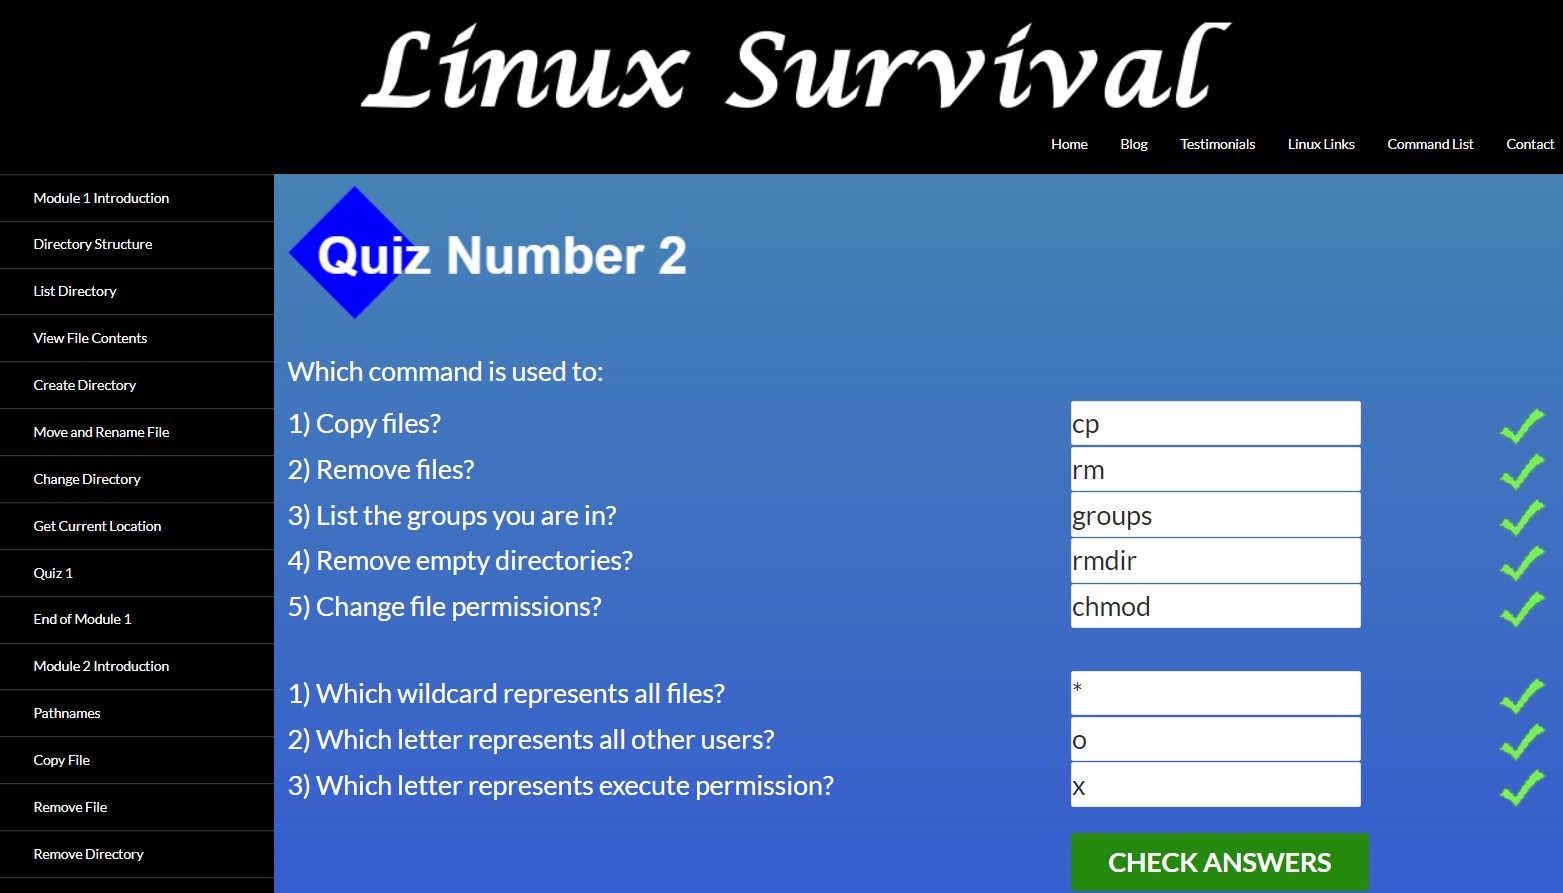 Linux Survival
Home Blog Testimonials Linux Links Command List Contact
Module 1 Introduction
Directory Structure
List Directory
View File Contents
Create Directory
Move and Rename File
Change Directory
Get Current Location
Quiz 1
End of Module 1
Module 2 Introduction
Pathnames
Copy File
Remove File
Remove Directory
Quiz Number 2
Which command is used to:
1) Copy files? cp
2) Remove files? rm
3) List the groups you are in? groups
4) Remove empty directories? rmdir
5) Change file permissions? chmod
1) Which wildcard represents all files? *
2) Which letter represents all other users? o
3) Which letter represents execute permission? x
CHECK ANSWERS